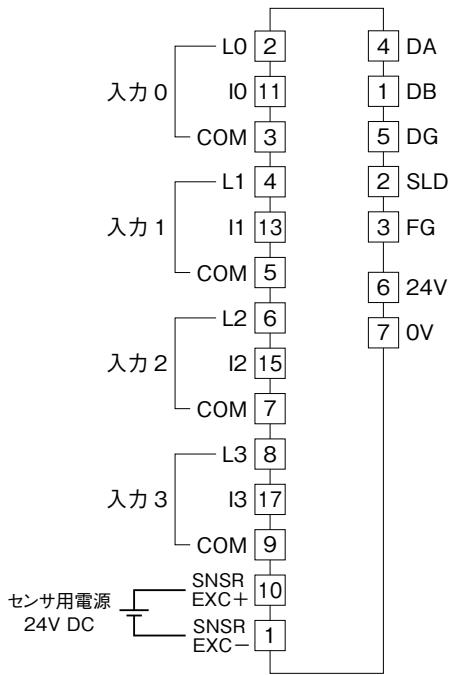 入力 0
L0 2
I0 11
COM 3
入力 1
L1 4
I1 13
COM 5
入力 2
L2 6
I2 15
COM 7
入力 3
L3 8
I3 17
COM 9
センサ用電源
24V DC
SNSR
EXC＋ 10
SNSR
EXC－ 1
4 DA
1 DB
5 DG
2 SLD
3 FG
6 24V
7 0V